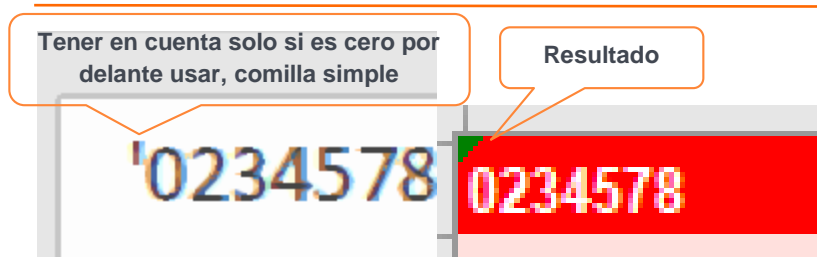 Tener en cuenta solo si es cero por
delante usar, comilla simple
Resultado
'0234578
0234578